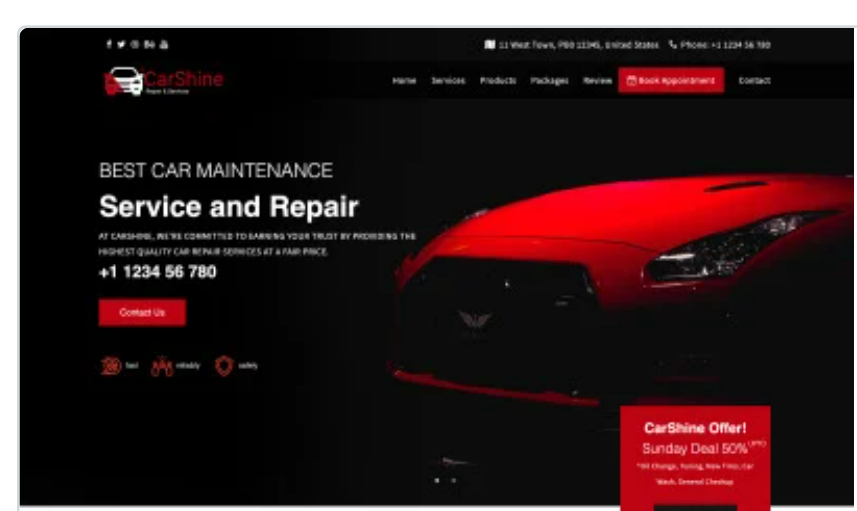 11 West Town, PBO 12345, United States Phone: +1 1234 56 780
CarShine
Repair & Services
Home Services Products Packages Review Book Appointment Contact
BEST CAR MAINTENANCE
Service and Repair
AT CARSHINE, WE'RE COMMITTED TO EARNING YOUR TRUST BY PROVIDING THE
HIGHEST QUALITY CAR REPAIR SERVICES AT A FAIR PRICE.
+1 1234 56 780
Contact Us
fast reliably safely
CarShine Offer!
Sunday Deal 50% UPTO
*Oil Change, Tuning, New Tires, Car
Wash, General Checkup